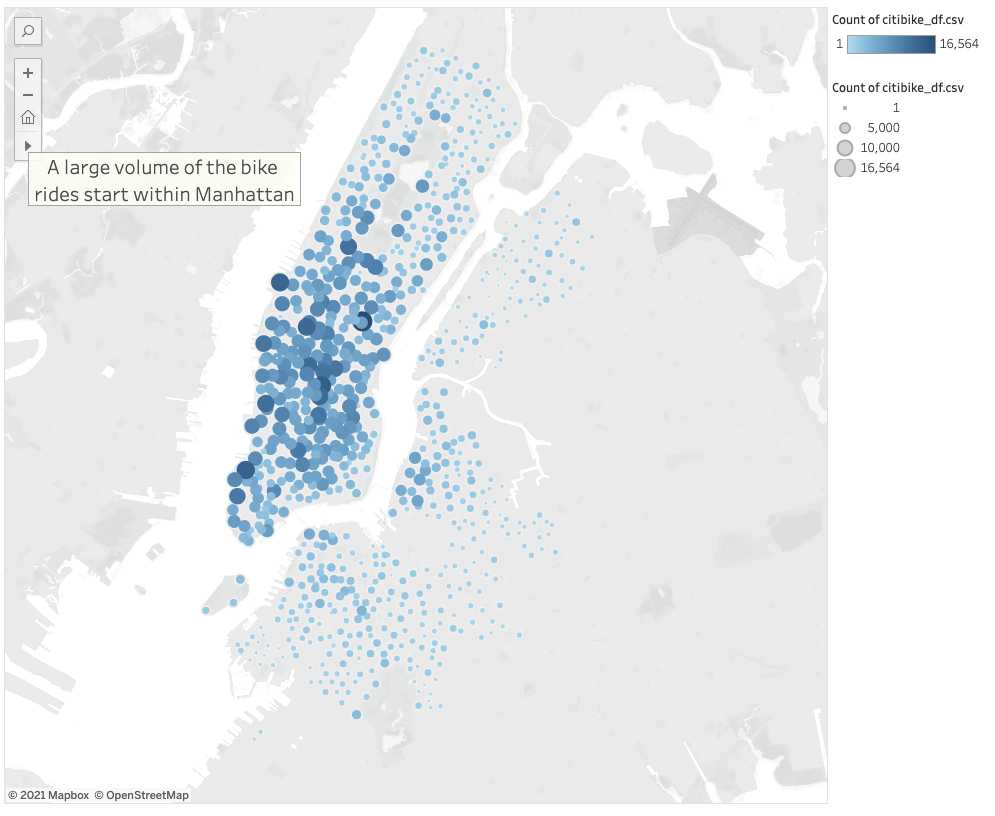 Count of citibike_df.csv
1 16,564
Count of citibike_df.csv
1
5,000
10,000
16,564
A large volume of the bike
rides start within Manhattan
© 2021 Mapbox © OpenStreetMap